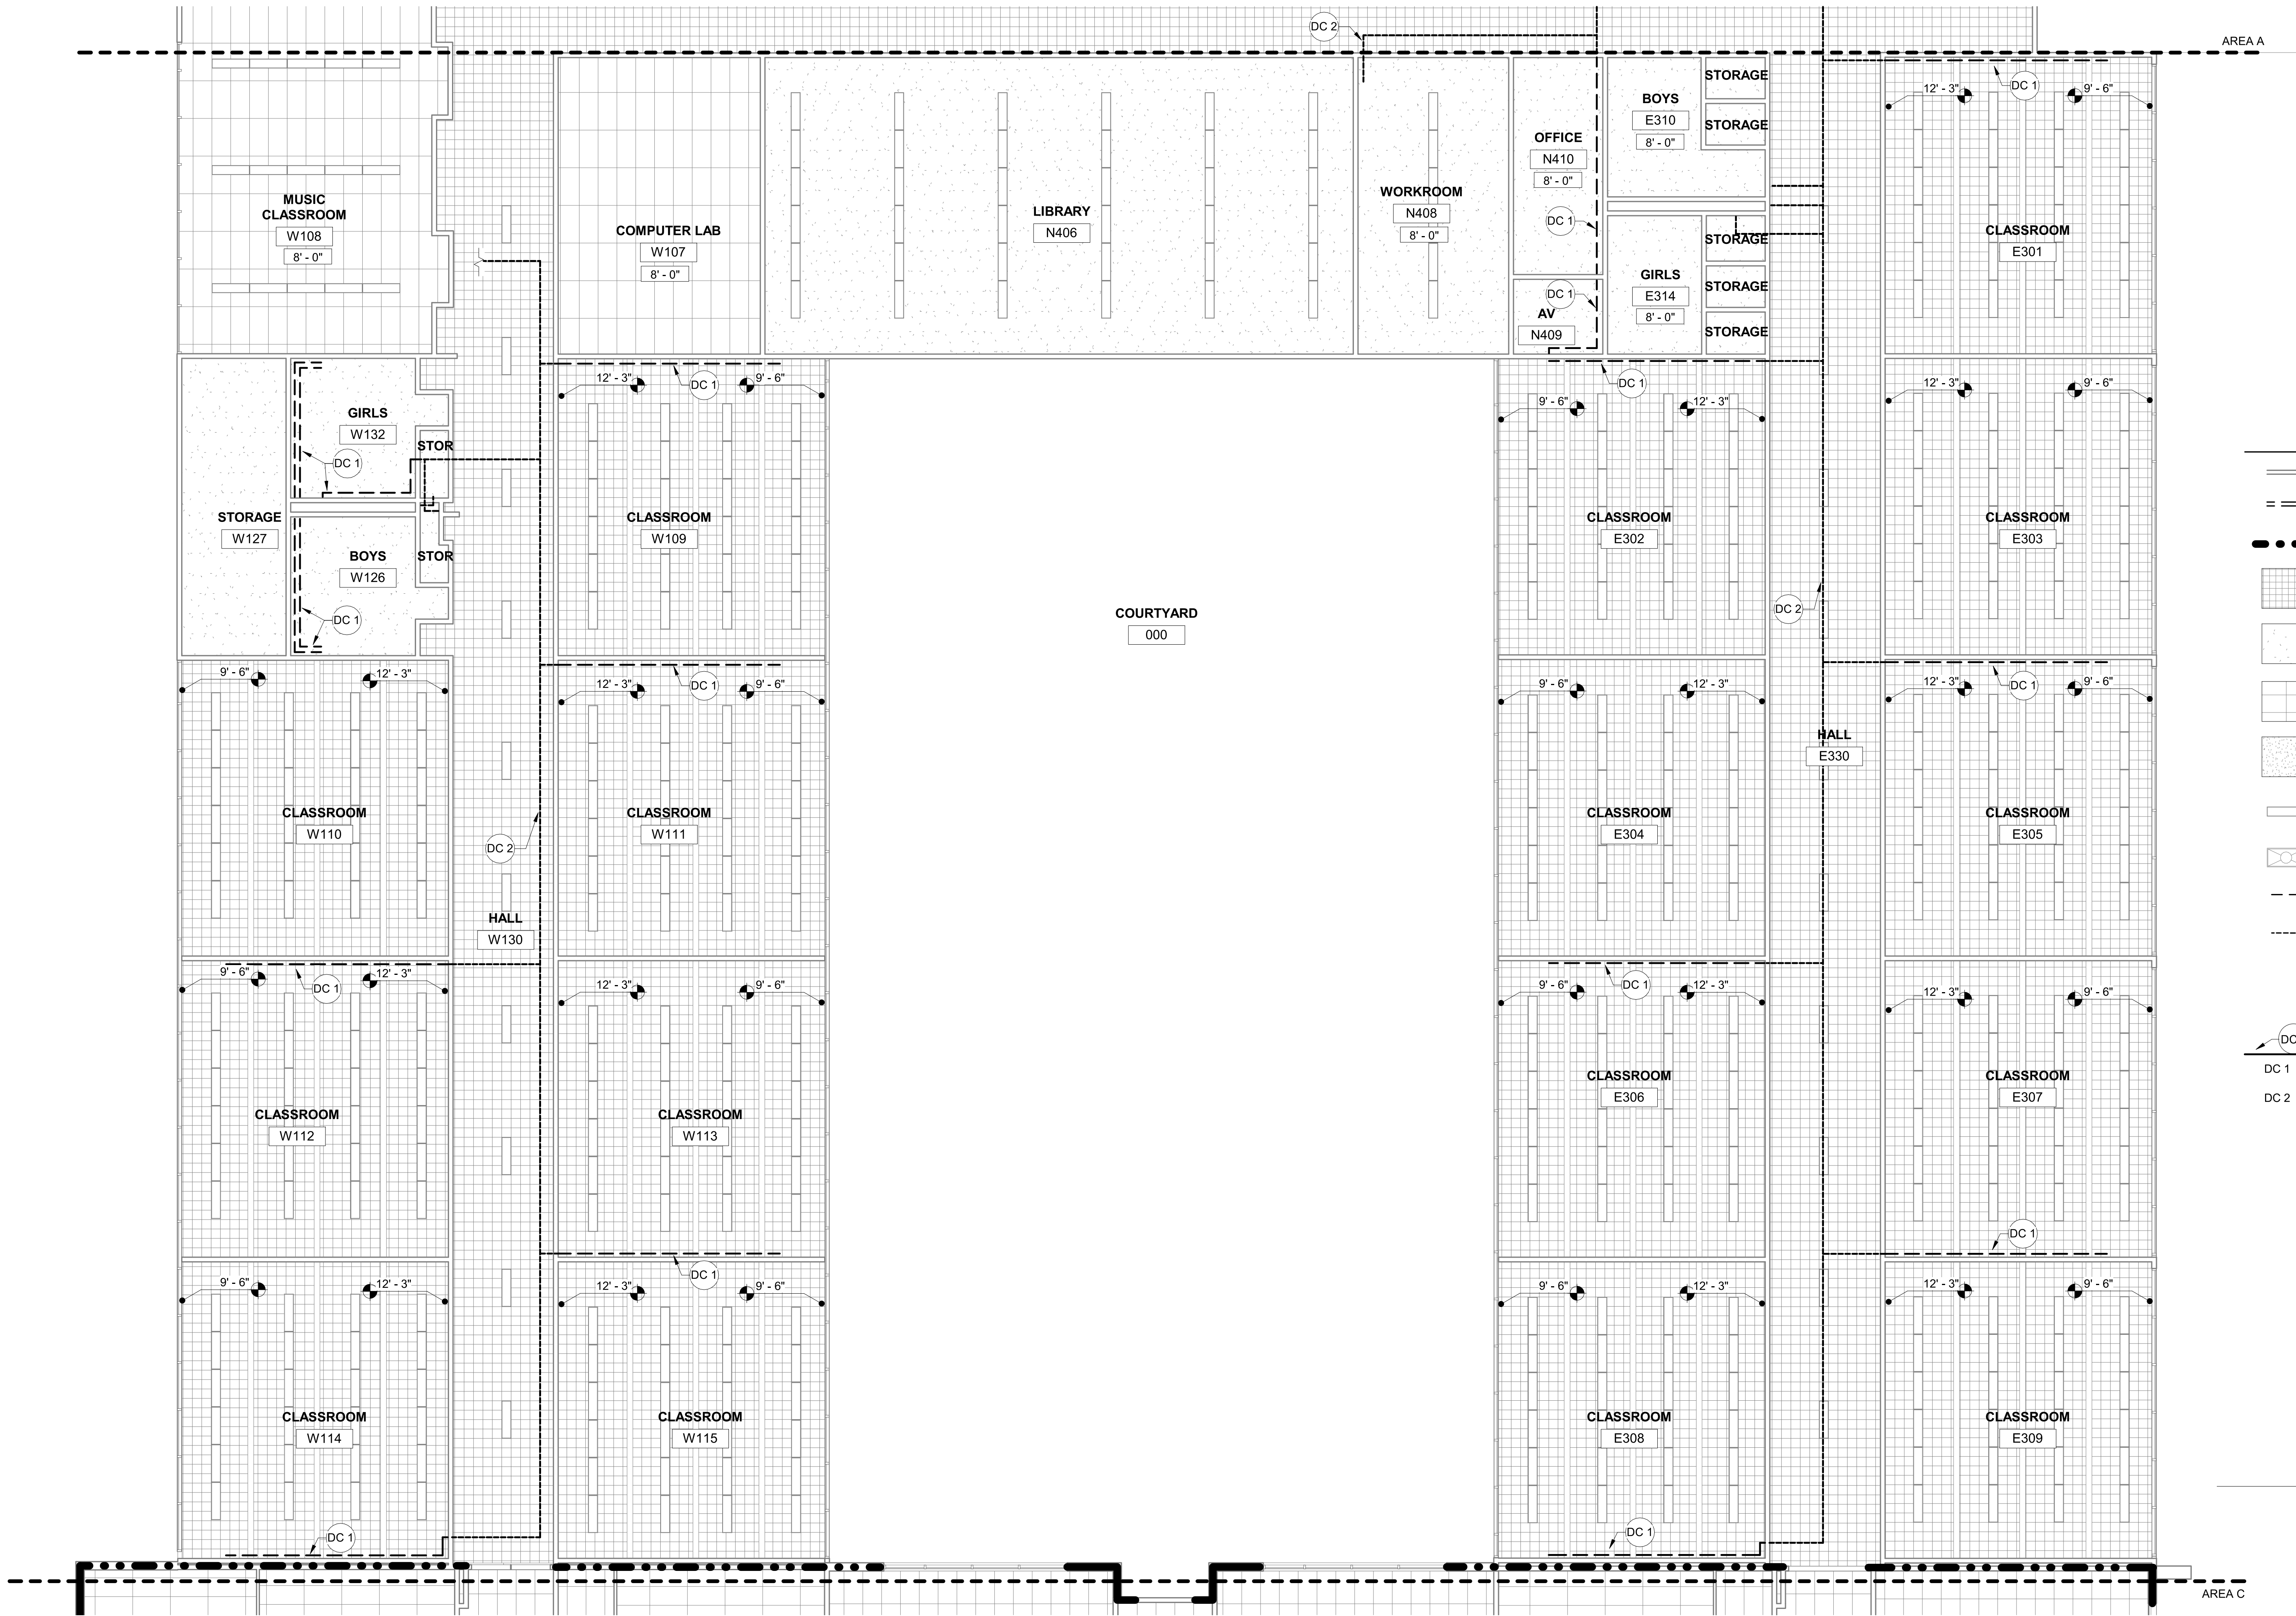 DC 2
AREA A
STORAGE
12' - 3"
DC 1
9' - 6"
BOYS
E310
8' - 0"
STORAGE
OFFICE
N410
8' - 0"
MUSIC
CLASSROOM
W108
8' - 0"
WORKROOM
N408
8' - 0"
LIBRARY
N406
DC 1
COMPUTER LAB
W107
8' - 0"
STORAGE
CLASSROOM
E301
GIRLS
E314
8' - 0"
STORAGE
DC 1
AV
N409
STORAGE
12' - 3"
DC 1
9' - 6"
DC 1
9' - 6"
12' - 3"
12' - 3"
9' - 6"
GIRLS
W132
STOR
DC 1
STORAGE
W127
CLASSROOM
W109
CLASSROOM
E302
CLASSROOM
E303
BOYS
W126
STOR
DC 1
COURTYARD
000
DC 2
9' - 6"
12' - 3"
12' - 3"
DC 1
9' - 6"
9' - 6"
12' - 3"
12' - 3"
DC 1
9' - 6"
HALL
E330
CLASSROOM
W110
CLASSROOM
W111
CLASSROOM
E304
CLASSROOM
E305
DC 2
HALL
W130
9' - 6"
DC 1
12' - 3"
12' - 3"
9' - 6"
9' - 6"
DC 1
12' - 3"
12' - 3"
9' - 6"
DC
DC 1
DC 2
CLASSROOM
W112
CLASSROOM
W113
CLASSROOM
E306
CLASSROOM
E307
DC 1
9' - 6"
12' - 3"
12' - 3"
DC 1
9' - 6"
9' - 6"
12' - 3"
12' - 3"
9' - 6"
CLASSROOM
W114
CLASSROOM
W115
CLASSROOM
E308
CLASSROOM
E309
DC 1
DC 1
AREA C